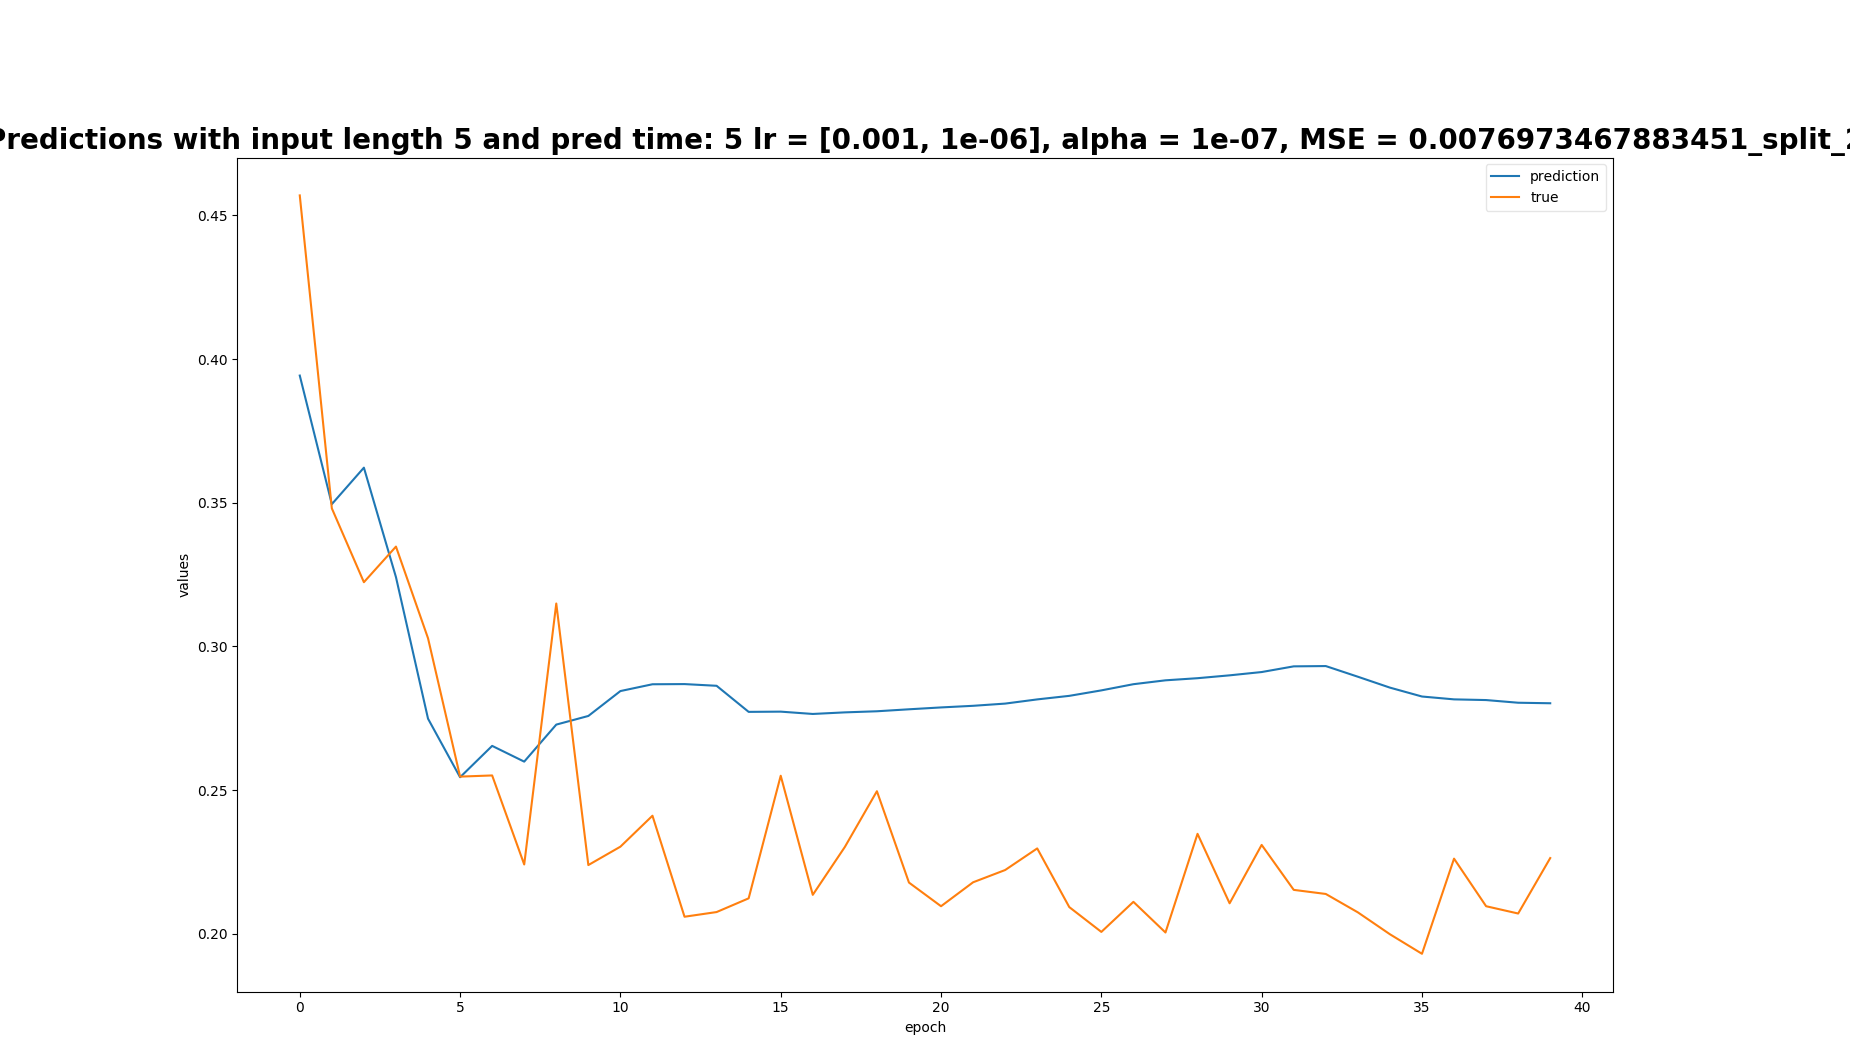 Predictions with input length 5 and pred time: 5 lr = [0.001, 1e-06], alpha = 1e-07, MSE = 0.0076973467883451_split_2
prediction
true
0.45
0.40
0.35
0.30
0.25
0.20
values
0 5 10 15 20 25 30 35 40
epoch